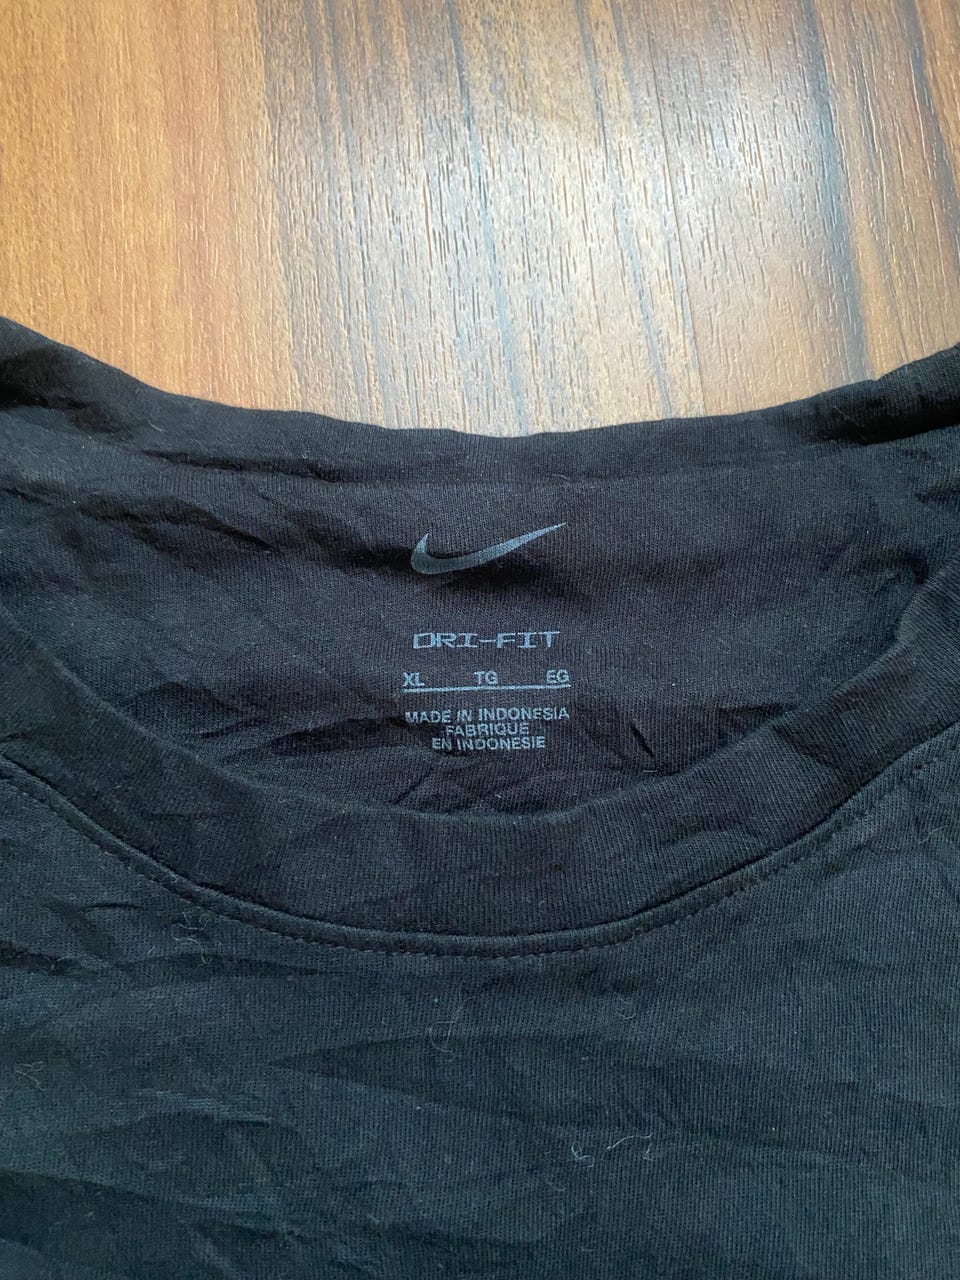 DRI-FIT
XL TG EG
MADE IN INDONESIA
FABRIQUE
EN INDONESIE